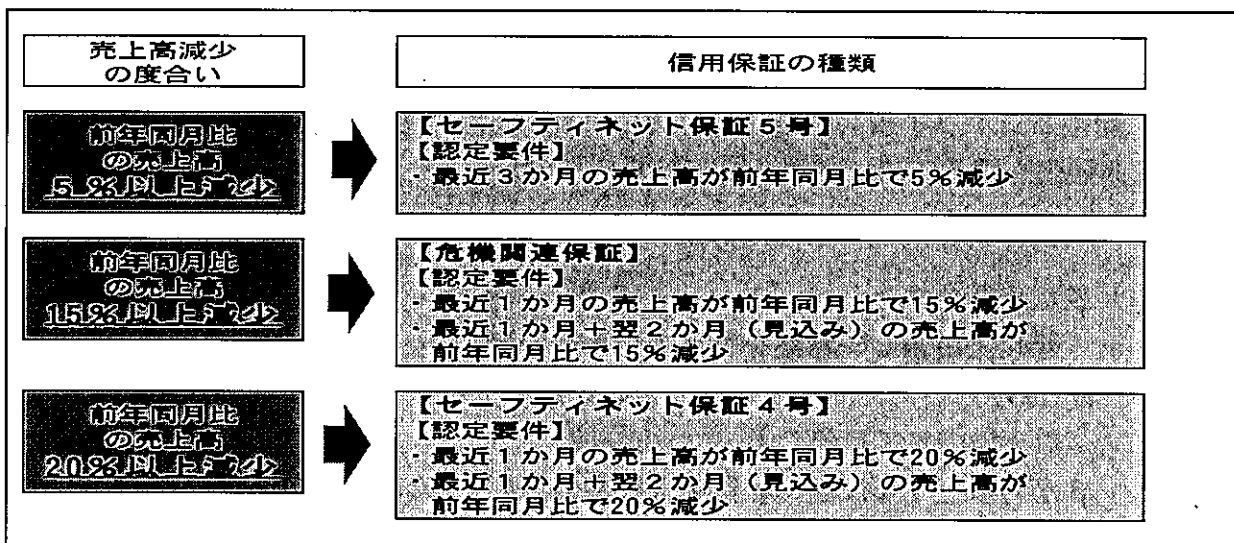 売上高減少
の度合い
信用保証の種類
前年同月比
の売上高
5%以上減少
【セーフティネット保証5号】
【認定要件】
・最近3か月の売上高が前年同月比で5%減少
前年同月比
の売上高
15%以上減少
【危機関連保証】
【認定要件】
・最近1か月の売上高が前年同月比で15%減少
・最近1か月+翌2か月(見込み)の売上高が
前年同月比で15%減少
前年同月比
の売上高
20%以上減少
【セーフティネット保証4号】
【認定要件】
・最近1か月の売上高が前年同月比で20%減少
・最近1か月+翌2か月(見込み)の売上高が
前年同月比で20%減少